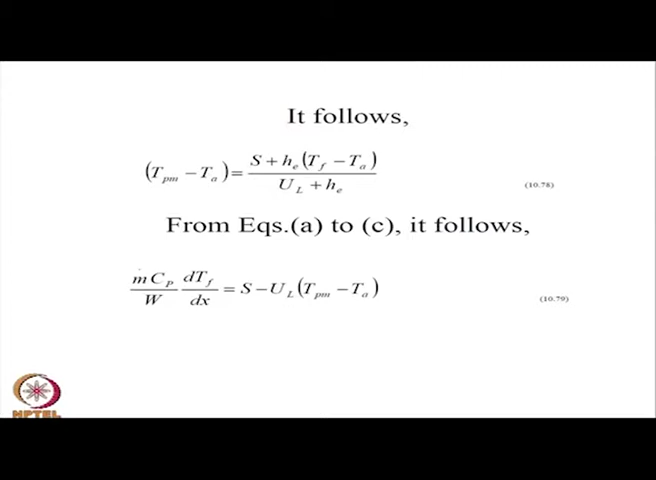 It follows,
(T_pm − T_a) = (S + h_e(T_f − T_a)) / (U_L + h_e) (10.78)
From Eqs.(a) to (c), it follows,
(ṁ C_P / W) (dT_f / dx) = S − U_L(T_pm − T_a) (10.79)
NPTEL